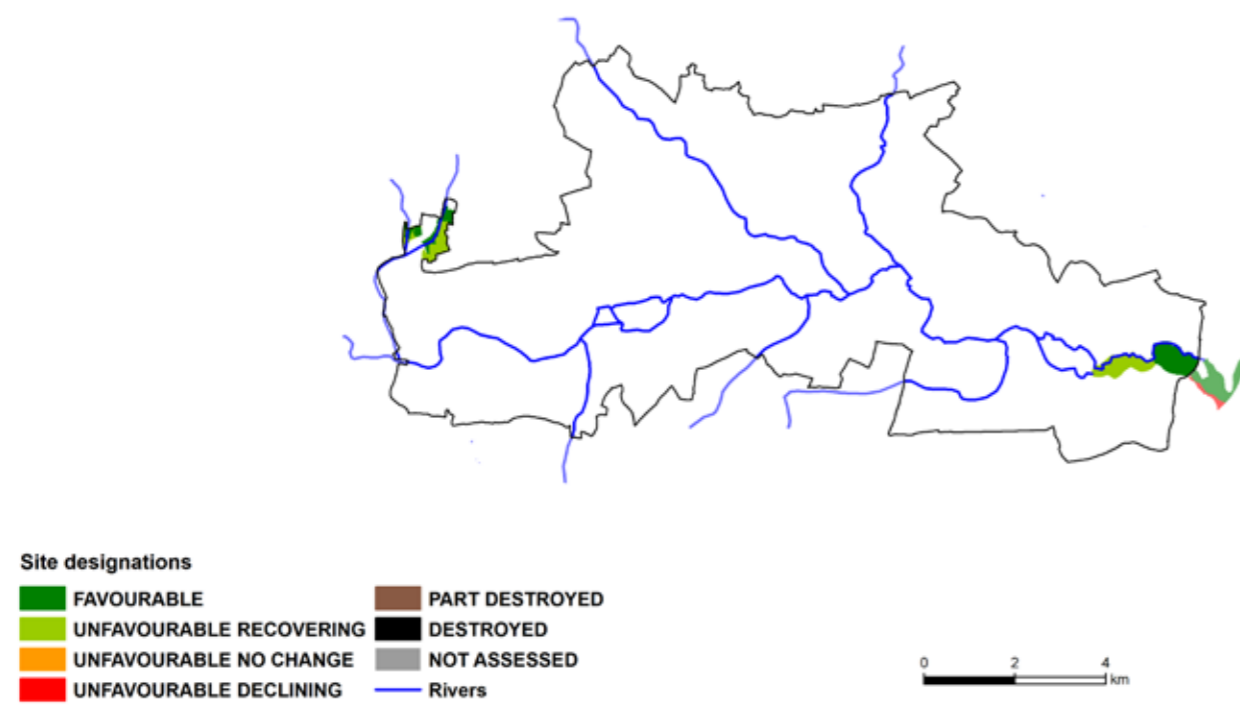 Site designations
FAVOURABLE
UNFAVOURABLE RECOVERING
UNFAVOURABLE NO CHANGE
UNFAVOURABLE DECLINING
PART DESTROYED
DESTROYED
NOT ASSESSED
Rivers
0 2 4
km